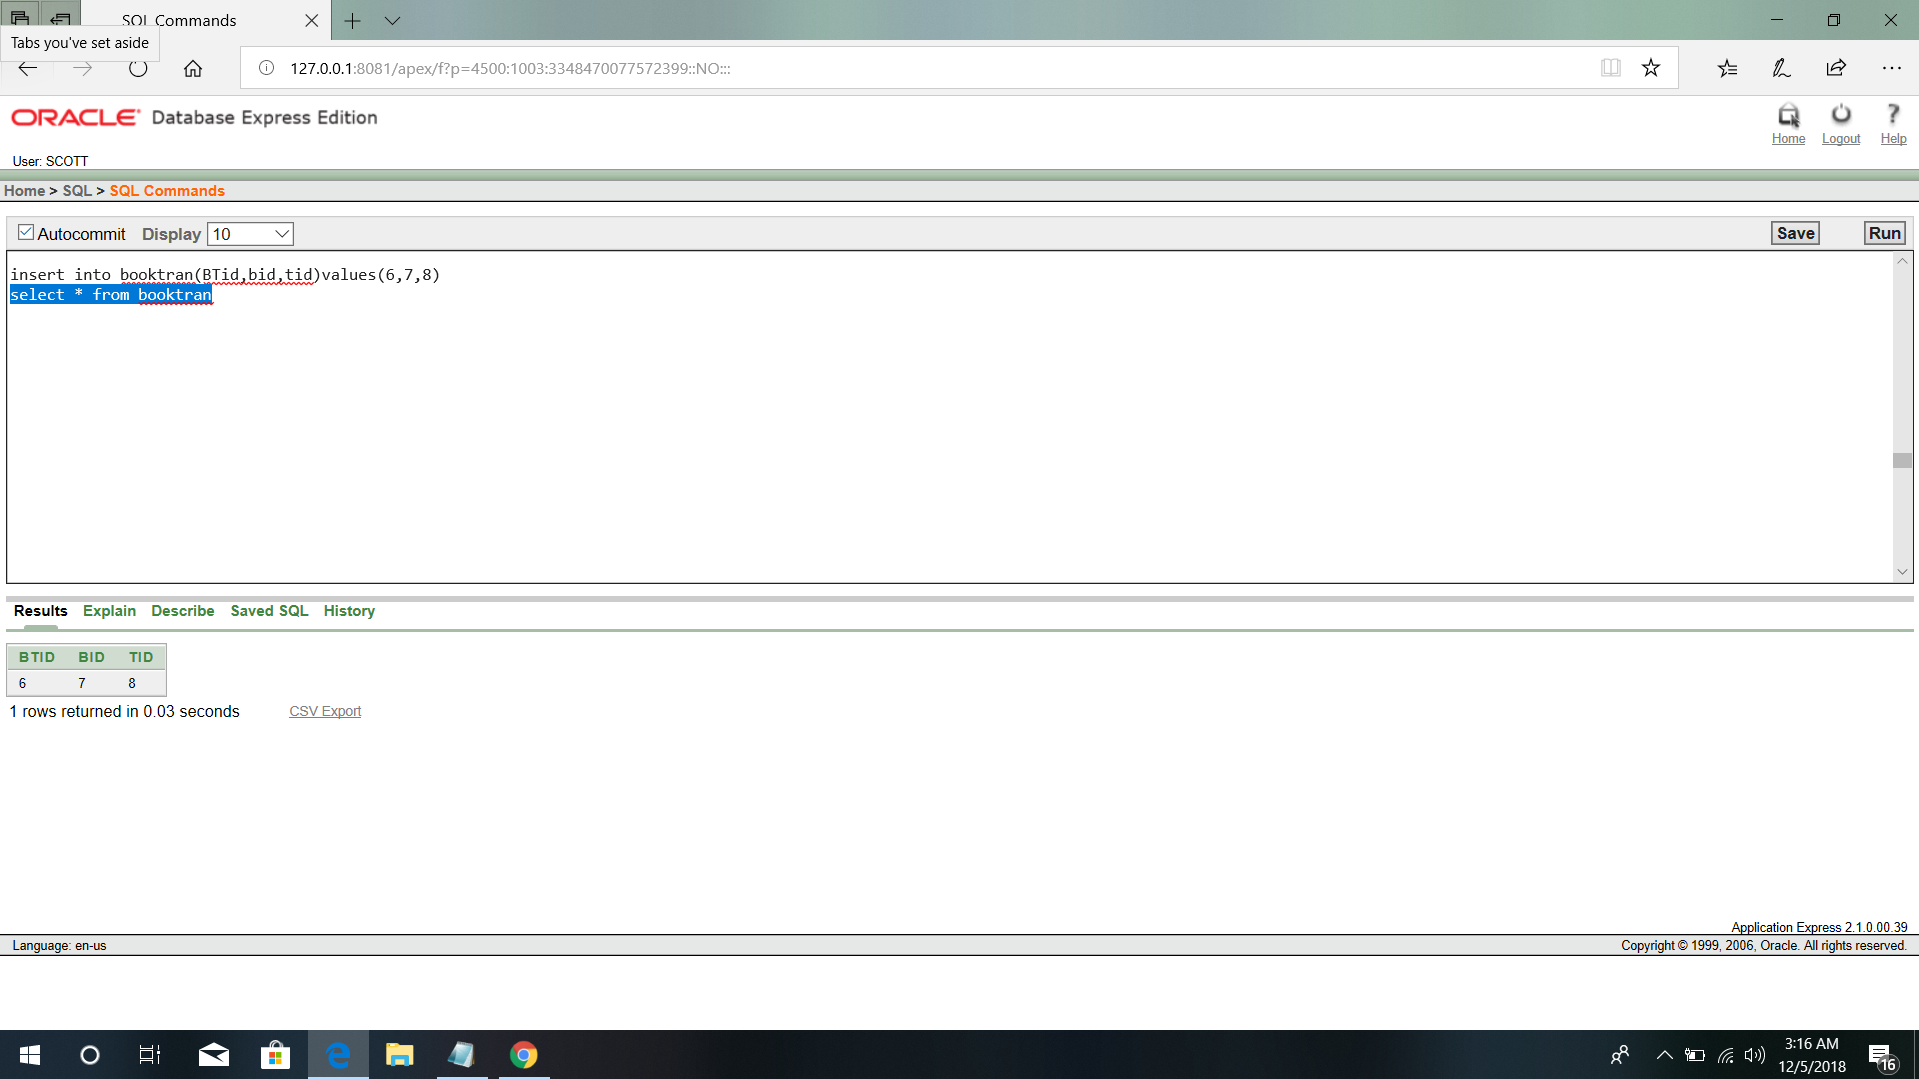 SQL Commands
Tabs you've set aside
127.0.0.1:8081/apex/f?p=4500:1003:3348470077572399::NO:::
ORACLE Database Express Edition
Home Logout Help
User: SCOTT
Home > SQL > SQL Commands
Autocommit Display 10 Save Run
insert into booktran(BTid,bid,tid)values(6,7,8)
select * from booktran
Results Explain Describe Saved SQL History
BTID BID TID
6 7 8
1 rows returned in 0.03 seconds CSV Export
Application Express 2.1.0.00.39
Language: en-us Copyright © 1999, 2006, Oracle. All rights reserved.
3:16 AM
12/5/2018
16